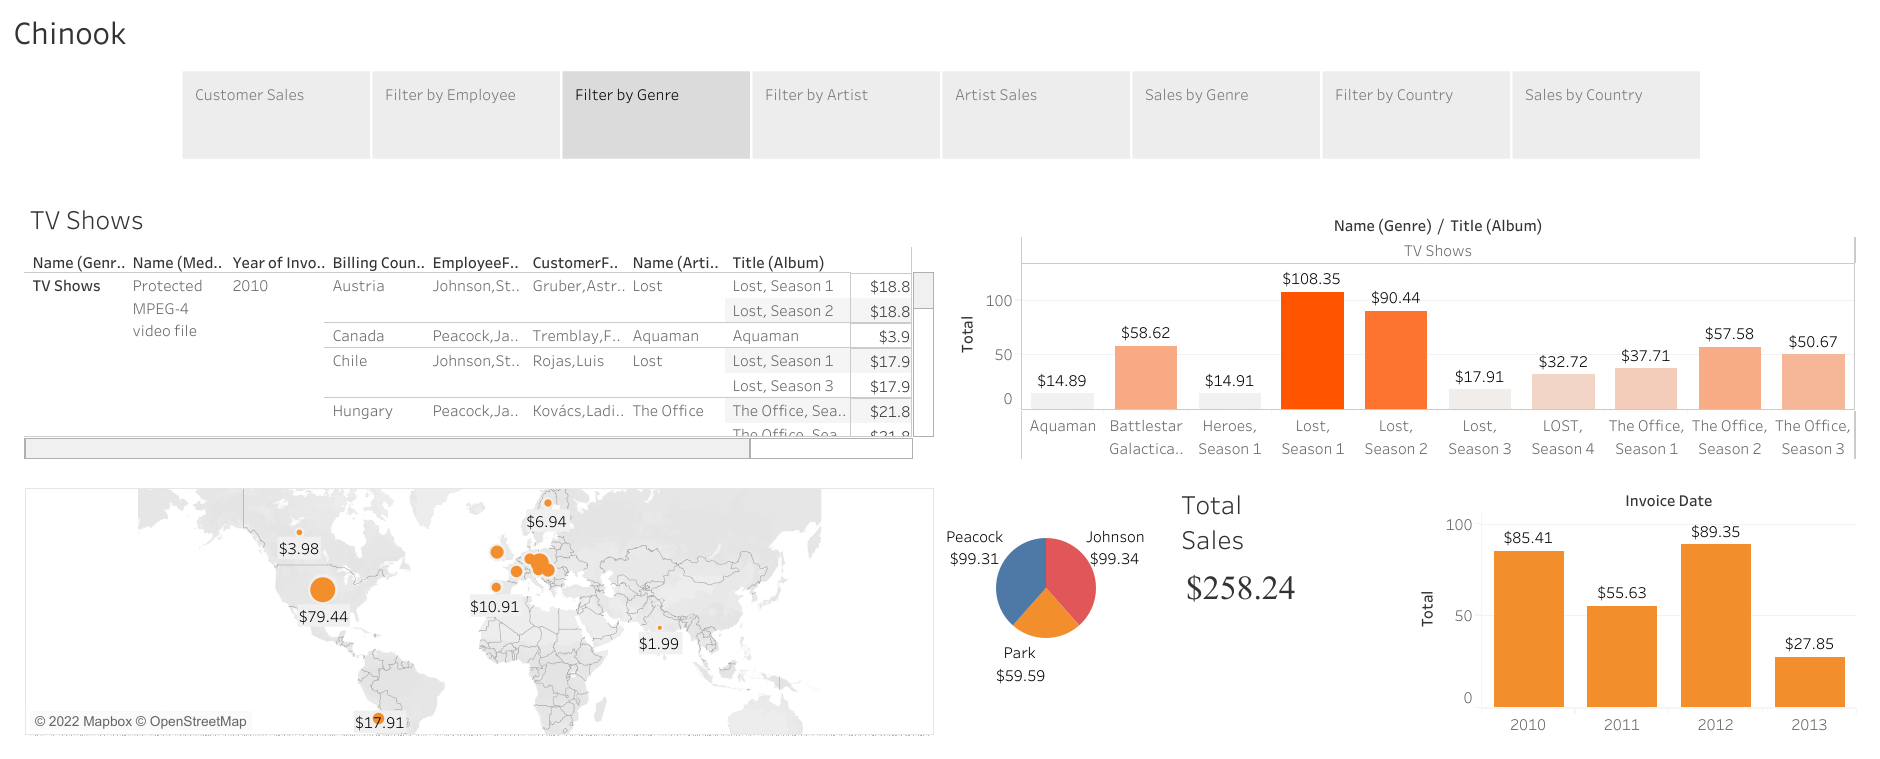 Chinook
Customer Sales
Filter by Employee
Filter by Genre
Filter by Artist
Artist Sales
Sales by Genre
Filter by Country
Sales by Country
TV Shows
Name (Genr.. Name (Med.. Year of Invo.. Billing Coun.. EmployeeF.. CustomerF.. Name (Arti.. Title (Album)
TV Shows Protected 2010 Austria Johnson,St.. Gruber,Astr.. Lost Lost, Season 1 $18.8
MPEG-4 Lost, Season 2 $18.8
video file Canada Peacock,Ja.. Tremblay,F.. Aquaman Aquaman $3.9
Chile Johnson,St.. Rojas,Luis Lost Lost, Season 1 $17.9
Lost, Season 3 $17.9
Hungary Peacock,Ja.. Kovács,Ladi.. The Office The Office, Sea.. $21.8
The Office, Sea.. $21.8
Name (Genre) / Title (Album)
TV Shows
Total
100
50
0
$14.89
$58.62
$14.91
$108.35
$90.44
$17.91
$32.72
$37.71
$57.58
$50.67
Aquaman
Battlestar
Galactica..
Heroes,
Season 1
Lost,
Season 1
Lost,
Season 2
Lost,
Season 3
LOST,
Season 4
The Office,
Season 1
The Office,
Season 2
The Office,
Season 3
$6.94
$3.98
$79.44
$10.91
$1.99
$17.91
© 2022 Mapbox © OpenStreetMap
Peacock
$99.31
Johnson
$99.34
Park
$59.59
Total
Sales
$258.24
Invoice Date
Total
100
50
0
$85.41
$55.63
$89.35
$27.85
2010
2011
2012
2013